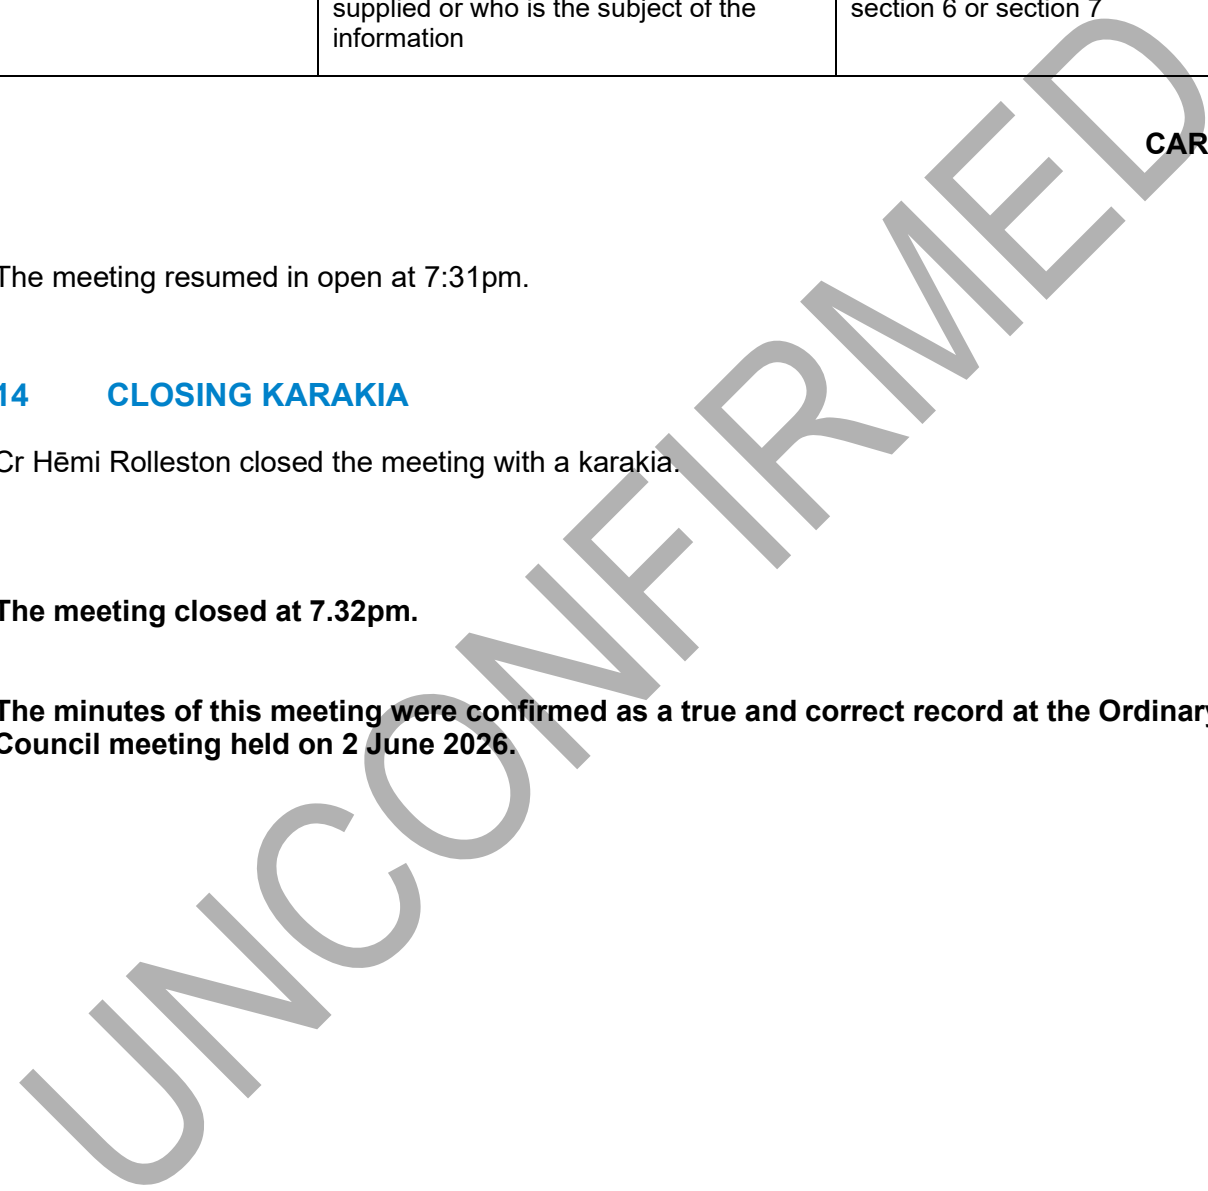 supplied or who is the subject of the
information
section 6 or section 7
CAR
The meeting resumed in open at 7:31pm.
14 CLOSING KARAKIA
Cr Hēmi Rolleston closed the meeting with a karakia.
The meeting closed at 7.32pm.
The minutes of this meeting were confirmed as a true and correct record at the Ordinary
Council meeting held on 2 June 2026.
UNCONFIRMED